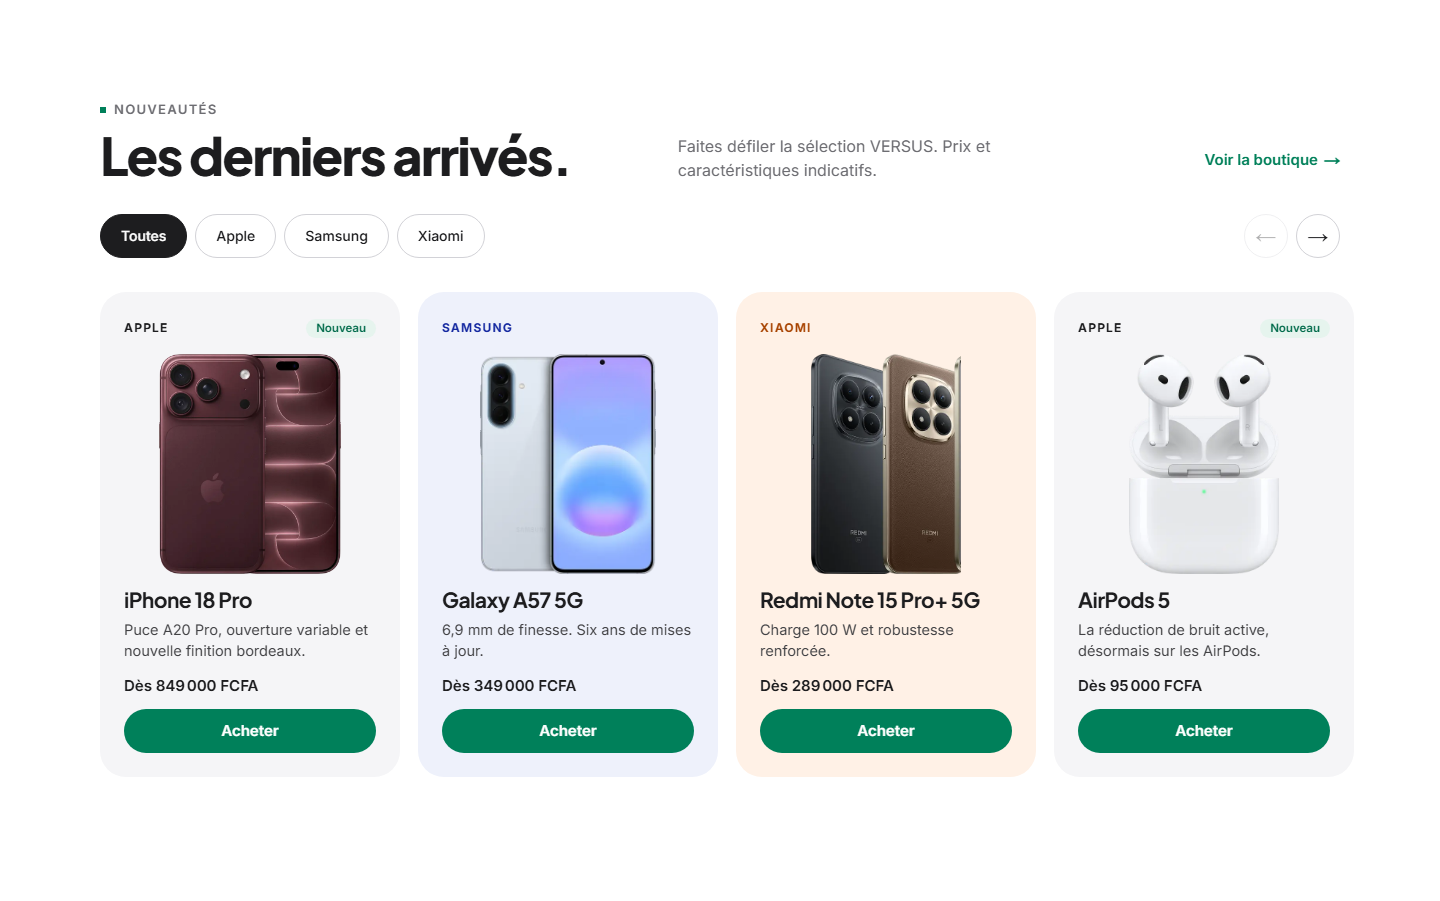 NOUVEAUTÉS
Les derniers arrivés.
Faites défiler la sélection VERSUS. Prix et
caractéristiques indicatifs.
Voir la boutique →
Toutes
Apple
Samsung
Xiaomi
← →
APPLE
Nouveau
iPhone 18 Pro
Puce A20 Pro, ouverture variable et
nouvelle finition bordeaux.
Dès 849 000 FCFA
Acheter
SAMSUNG
Galaxy A57 5G
6,9 mm de finesse. Six ans de mises
à jour.
Dès 349 000 FCFA
Acheter
XIAOMI
REDMI
REDMI
Redmi Note 15 Pro+ 5G
Charge 100 W et robustesse
renforcée.
Dès 289 000 FCFA
Acheter
APPLE
Nouveau
AirPods 5
La réduction de bruit active,
désormais sur les AirPods.
Dès 95 000 FCFA
Acheter